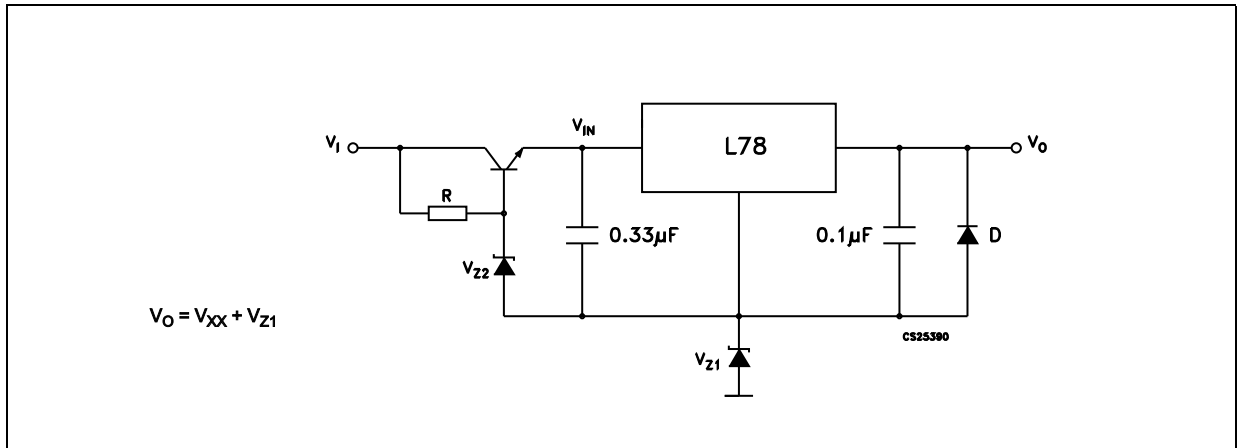 V_IN
V_I
L78
V_O
R
0.33µF
0.1µF
D
V_Z2
V_O = V_XX + V_Z1
CS25390
V_Z1